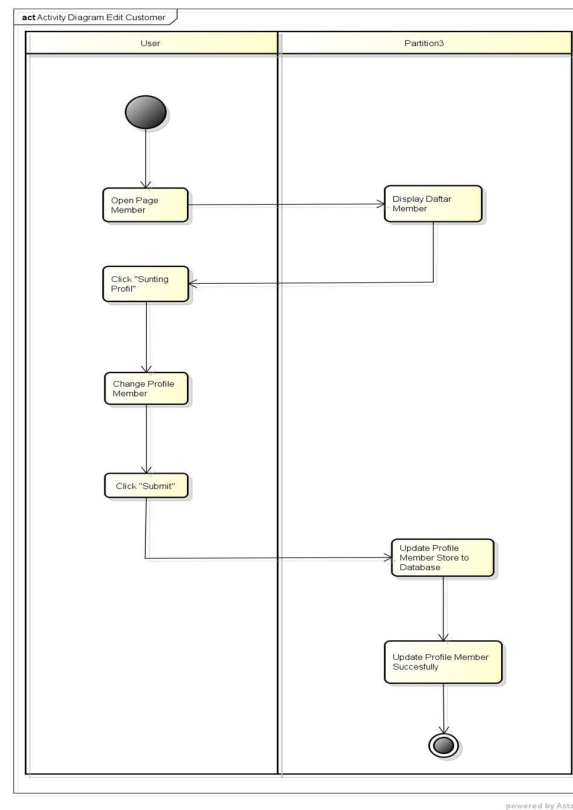 act Activity Diagram Edit Customer
User
Partition3
Open Page
Member
Display Daftar
Member
Click "Sunting
Profil"
Change Profile
Member
Click "Submit"
Update Profile
Member Store to
Database
Update Profile Member
Succesfully
powered by Asta